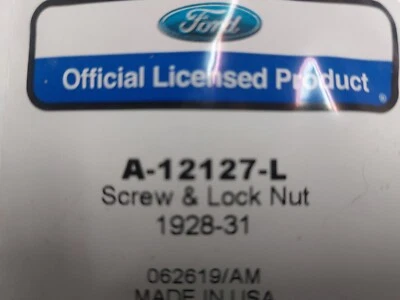 Ford
Official Licensed Product
®
A-12127-L
Screw & Lock Nut
1928-31
062619/AM
MADE IN USA